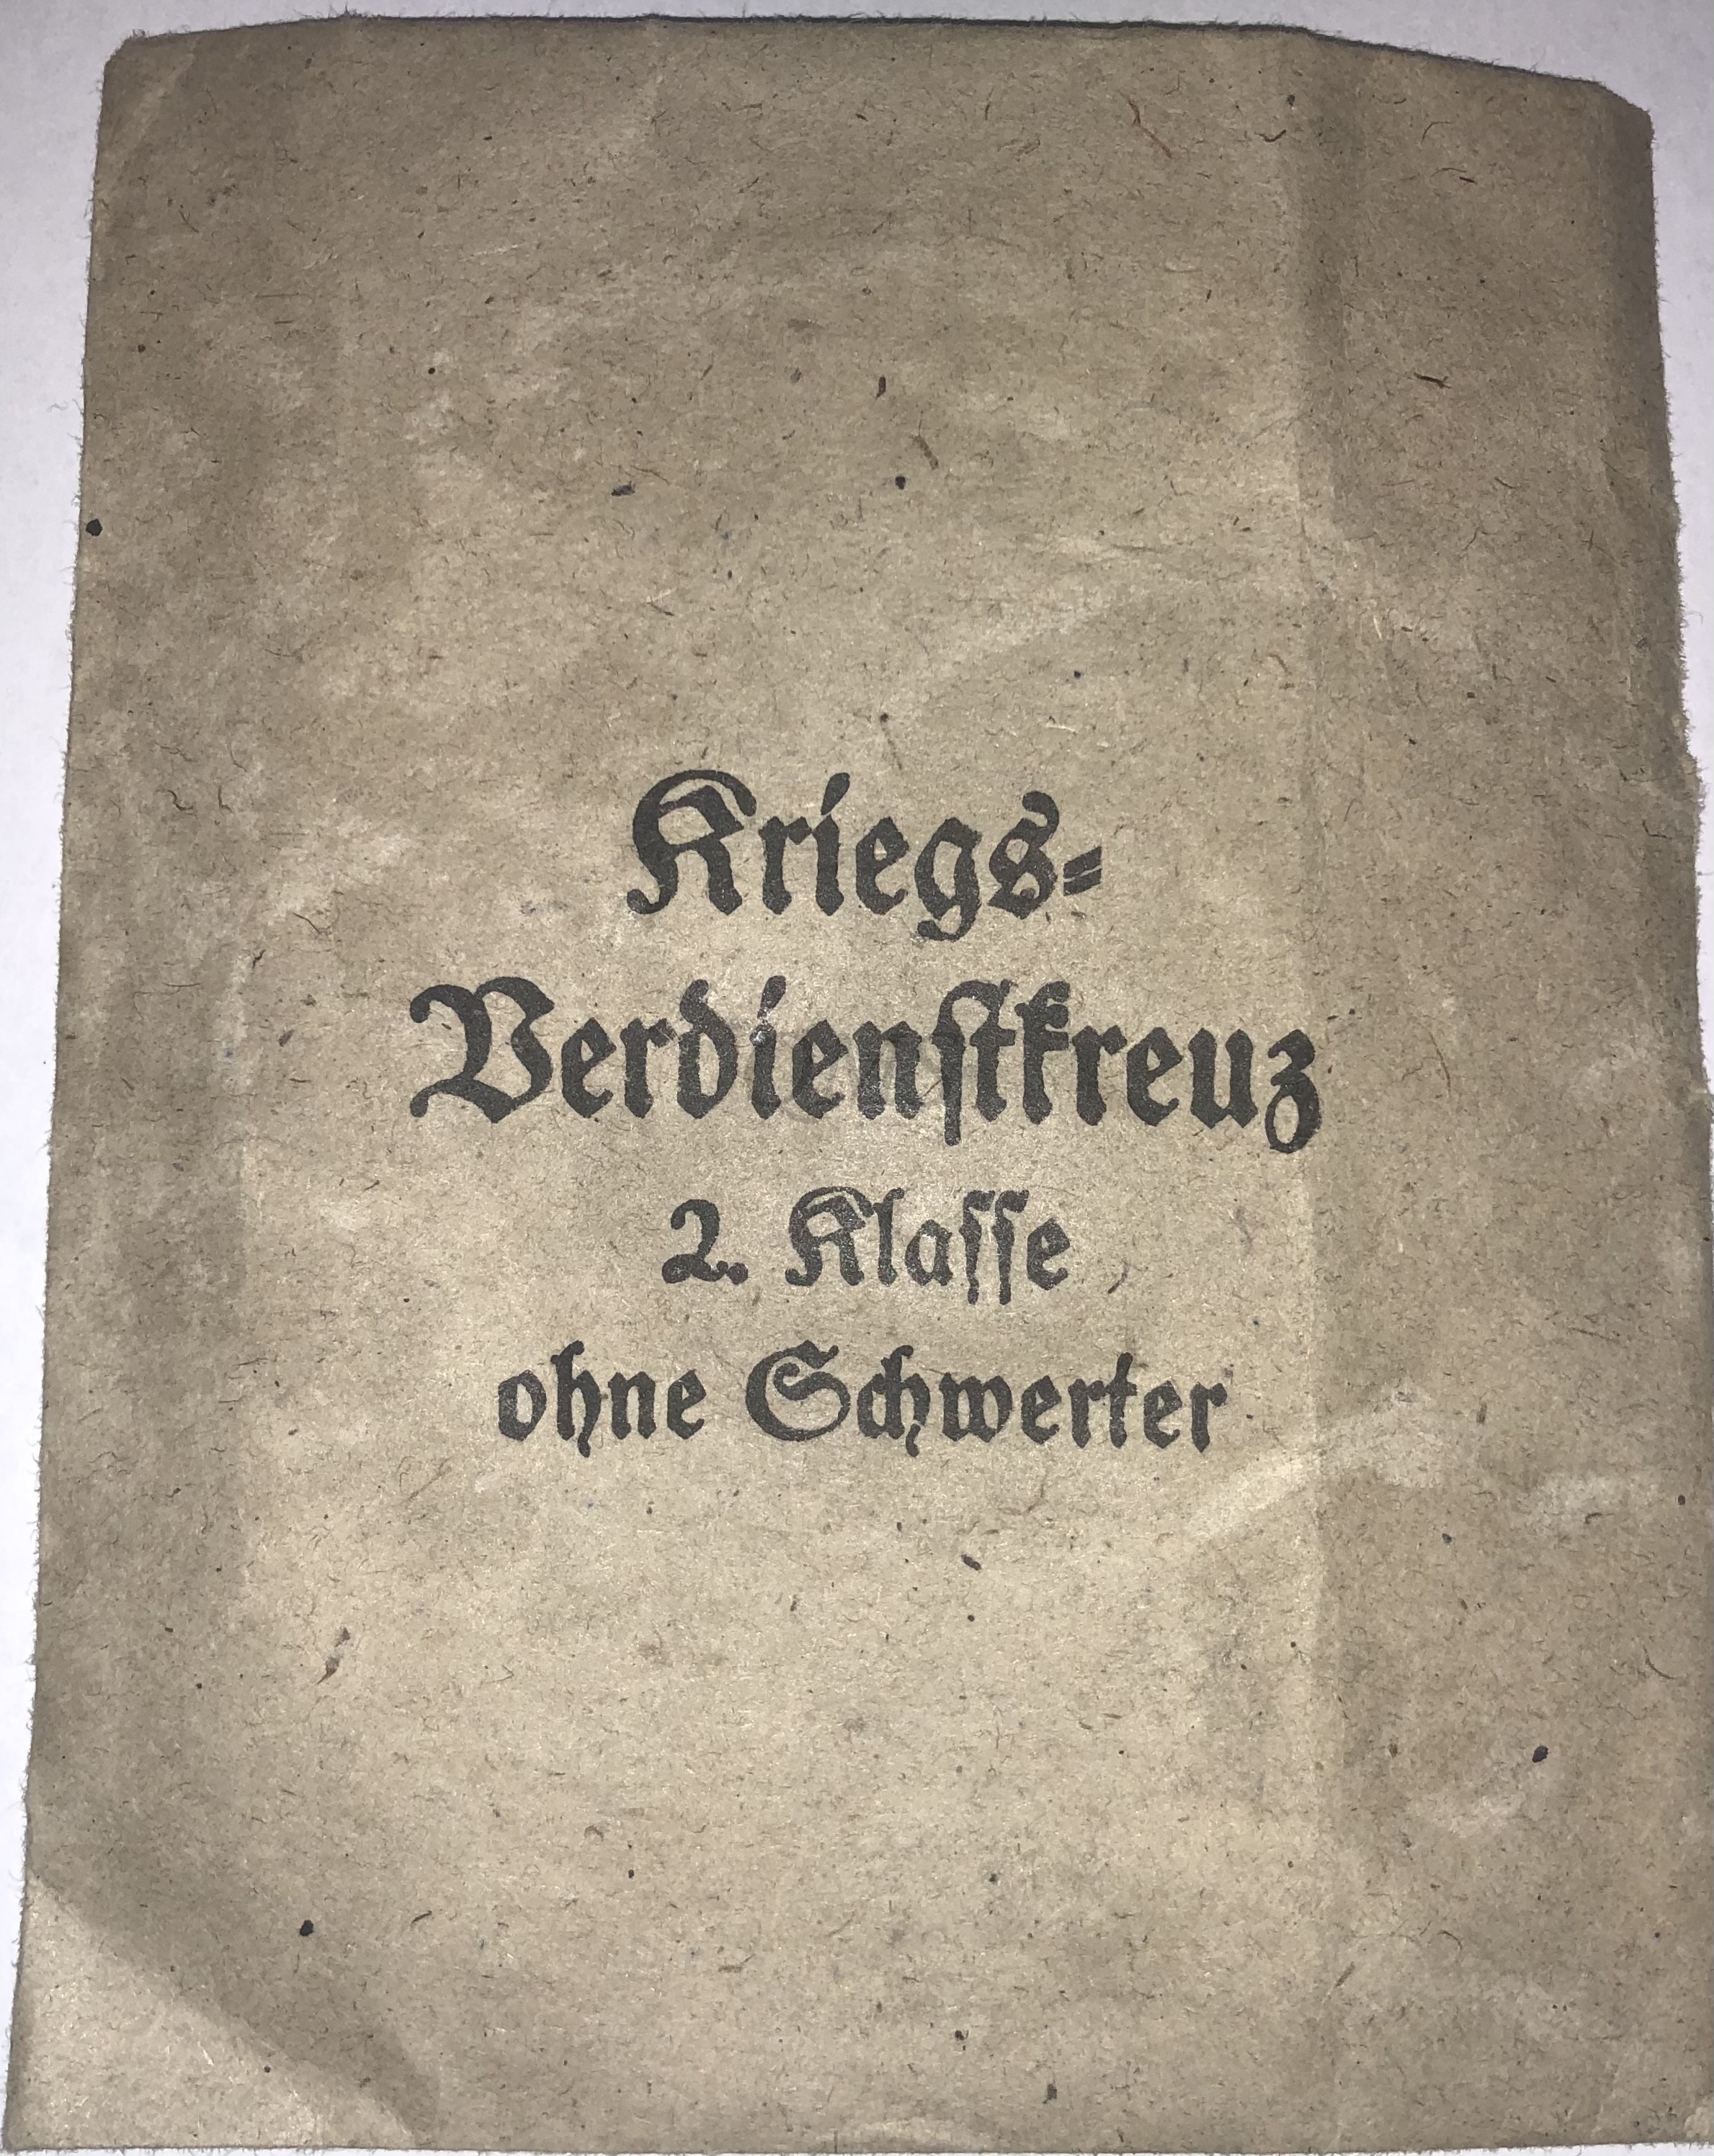 Kriegs-
Verdienstkreuz
2. Klasse
ohne Schwerter